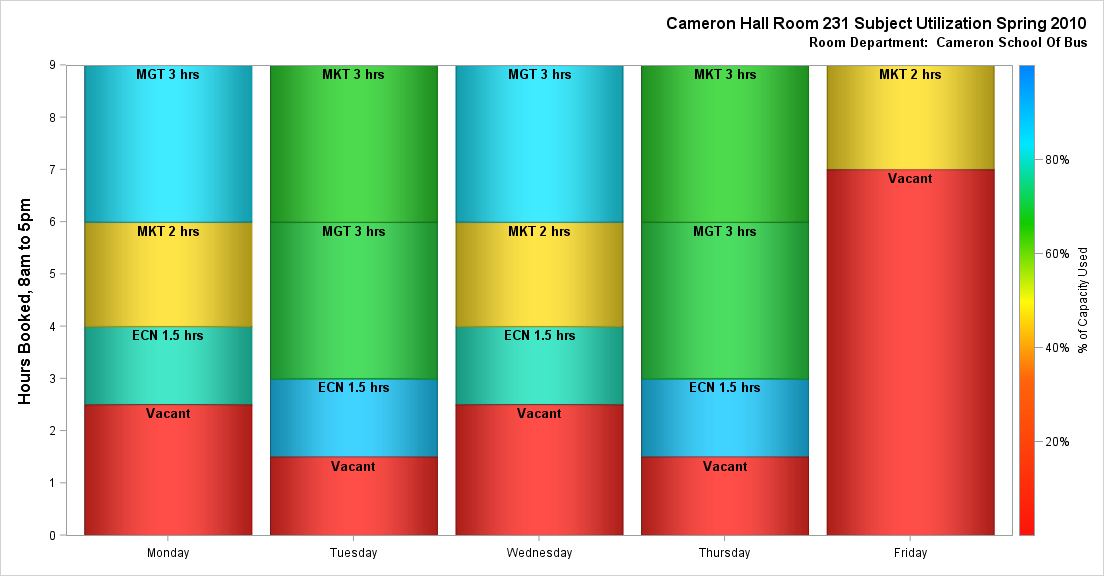 Cameron Hall Room 231 Subject Utilization Spring 2010
Room Department:  Cameron School Of Bus
Hours Booked, 8am to 5pm
9
8
7
6
5
4
3
2
1
0
MGT 3 hrs
MKT 2 hrs
ECN 1.5 hrs
Vacant
MKT 3 hrs
MGT 3 hrs
ECN 1.5 hrs
Vacant
MGT 3 hrs
MKT 2 hrs
ECN 1.5 hrs
Vacant
MKT 3 hrs
MGT 3 hrs
ECN 1.5 hrs
Vacant
MKT 2 hrs
Vacant
Monday
Tuesday
Wednesday
Thursday
Friday
80%
60%
40%
20%
% of Capacity Used